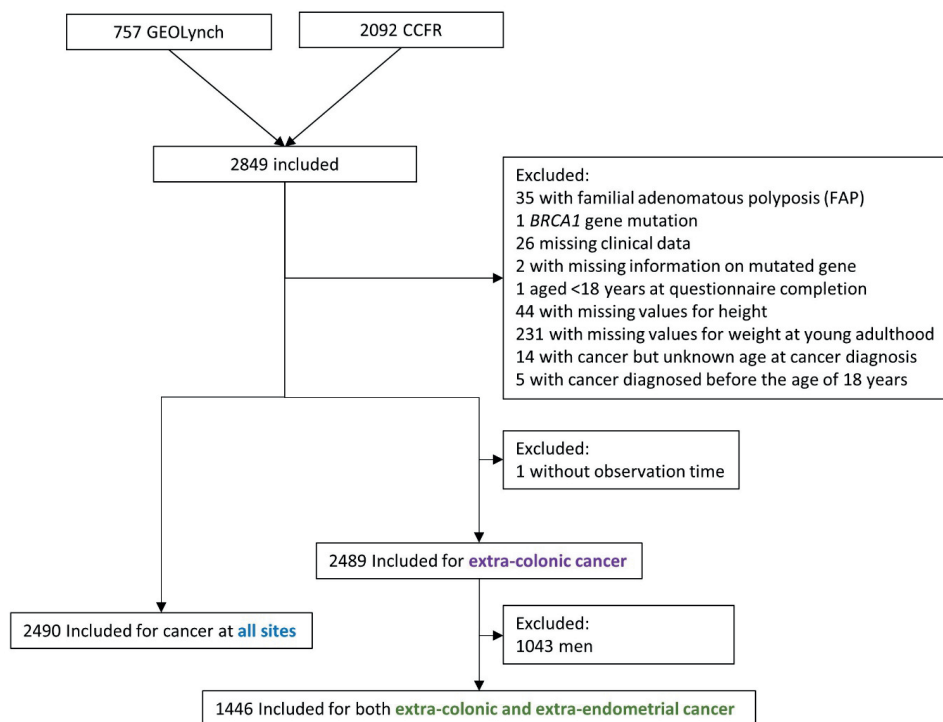 757 GEOLynch
2092 CCFR
2849 included
Excluded:
35 with familial adenomatous polyposis (FAP)
1 BRCA1 gene mutation
26 missing clinical data
2 with missing information on mutated gene
1 aged <18 years at questionnaire completion
44 with missing values for height
231 with missing values for weight at young adulthood
14 with cancer but unknown age at cancer diagnosis
5 with cancer diagnosed before the age of 18 years
Excluded:
1 without observation time
2489 Included for extra-colonic cancer
2490 Included for cancer at all sites
Excluded:
1043 men
1446 Included for both extra-colonic and extra-endometrial cancer